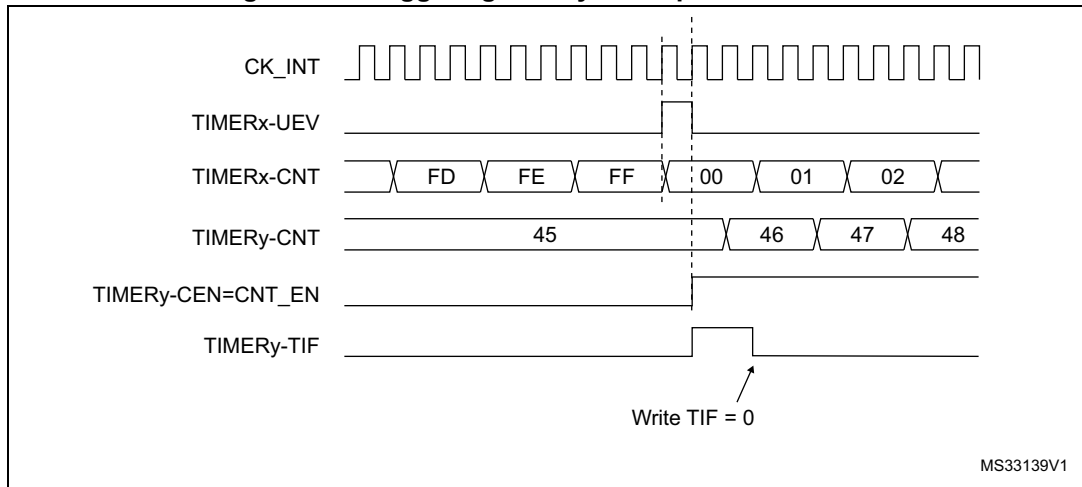 CK_INT
TIMERx-UEV
TIMERx-CNT FD FE FF 00 01 02
TIMERy-CNT 45 46 47 48
TIMERy-CEN=CNT_EN
TIMERy-TIF
Write TIF = 0
MS33139V1